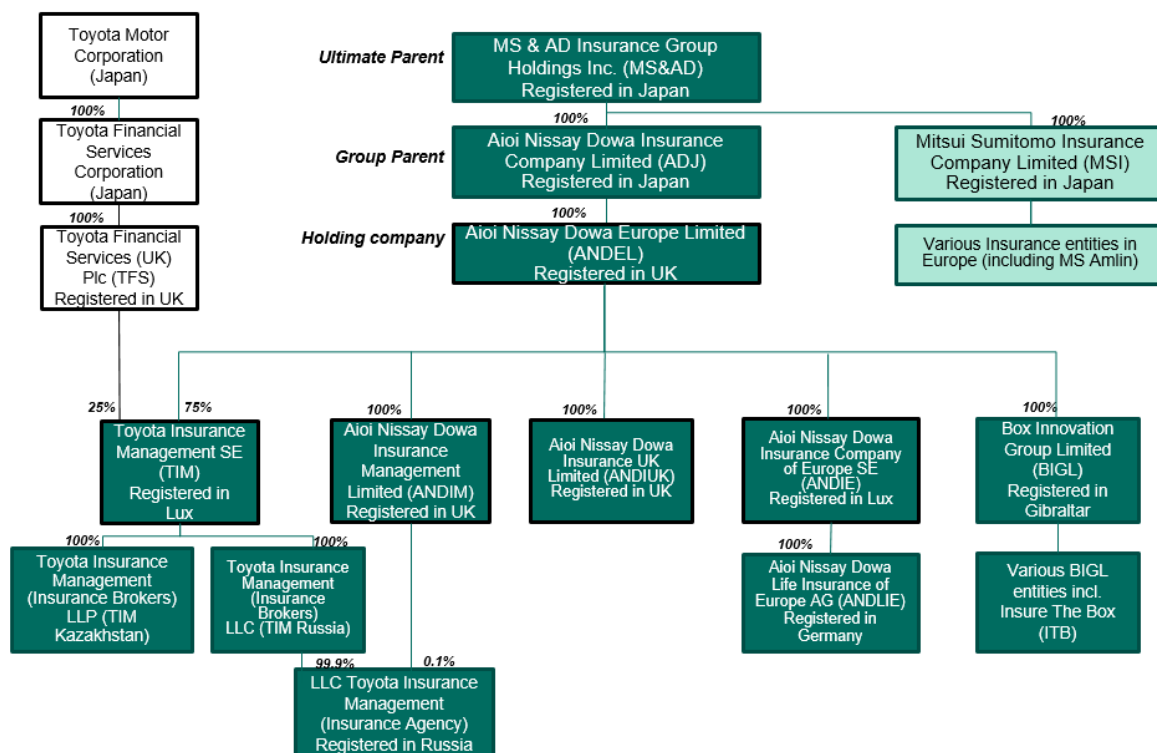 Toyota Motor
Corporation
(Japan)
Ultimate Parent
MS & AD Insurance Group
Holdings Inc. (MS&AD)
Registered in Japan
100%
100%
100%
Toyota Financial
Services
Corporation
(Japan)
Group Parent
Aioi Nissay Dowa Insurance
Company Limited (ADJ)
Registered in Japan
Mitsui Sumitomo Insurance
Company Limited (MSI)
Registered in Japan
100%
100%
Toyota Financial
Services (UK)
Plc (TFS)
Registered in UK
Holding company
Aioi Nissay Dowa Europe Limited
(ANDEL)
Registered in UK
Various Insurance entities in
Europe (including MS Amlin)
25%
75%
100%
100%
100%
100%
Toyota Insurance
Management SE
(TIM)
Registered in
Lux
Aioi Nissay Dowa
Insurance
Management
Limited (ANDIM)
Registered in UK
Aioi Nissay Dowa
Insurance UK
Limited (ANDIUK)
Registered in UK
Aioi Nissay Dowa
Insurance Company
of Europe SE
(ANDIE)
Registered in Lux
Box Innovation
Group Limited
(BIGL)
Registered in
Gibraltar
100%
100%
100%
Toyota Insurance
Management
(Insurance Brokers)
LLP (TIM
Kazakhstan)
Toyota Insurance
Management
(Insurance
Brokers)
LLC (TIM Russia)
Aioi Nissay Dowa
Life Insurance of
Europe AG (ANDLIE)
Registered in
Germany
Various BIGL
entities incl.
Insure The Box
(ITB)
99.9%
0.1%
LLC Toyota Insurance
Management
(Insurance Agency)
Registered in Russia